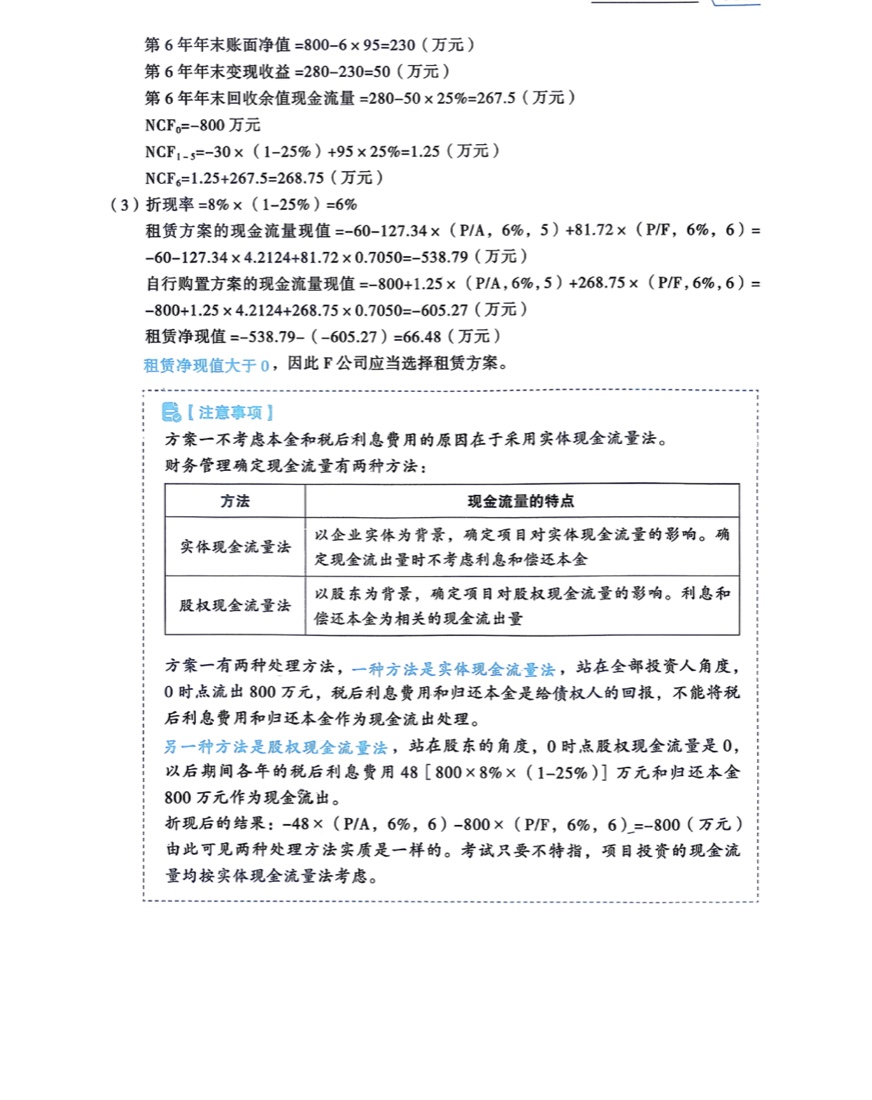 第 6 年年末账面净值 =800-6×95=230（万元）
第 6 年年末变现收益 =280-230=50（万元）
第 6 年年末回收余值现金流量 =280-50×25%=267.5（万元）
NCF₀=-800 万元
NCF₁₋₅=-30×（1-25%）+95×25%=1.25（万元）
NCF₆=1.25+267.5=268.75（万元）
（3）折现率 =8%×（1-25%）=6%
租赁方案的现金流量现值 =-60-127.34×（P/A，6%，5）+81.72×（P/F，6%，6）=
-60-127.34×4.2124+81.72×0.7050=-538.79（万元）
自行购置方案的现金流量现值 =-800+1.25×（P/A,6%,5）+268.75×（P/F,6%,6）=
-800+1.25×4.2124+268.75×0.7050=-605.27（万元）
租赁净现值 =-538.79-（-605.27）=66.48（万元）
租赁净现值大于 0，因此 F 公司应当选择租赁方案。
【注意事项】
方案一不考虑本金和税后利息费用的原因在于采用实体现金流量法。
财务管理确定现金流量有两种方法：
方法 现金流量的特点
实体现金流量法 以企业实体为背景，确定项目对实体现金流量的影响。确
定现金流出量时不考虑利息和偿还本金
股权现金流量法 以股东为背景，确定项目对股权现金流量的影响。利息和
偿还本金为相关的现金流出量
方案一有两种处理方法，一种方法是实体现金流量法，站在全部投资人角度，
0 时点流出 800 万元，税后利息费用和归还本金是给债权人的回报，不能将税
后利息费用和归还本金作为现金流出处理。
另一种方法是股权现金流量法，站在股东的角度，0 时点股权现金流量是 0，
以后期间各年的税后利息费用 48［800×8%×（1-25%）］万元和归还本金
800 万元作为现金流出。
折现后的结果：-48×（P/A，6%，6）-800×（P/F，6%，6）=-800（万元）
由此可见两种处理方法实质是一样的。考试只要不特指，项目投资的现金流
量均按实体现金流量法考虑。